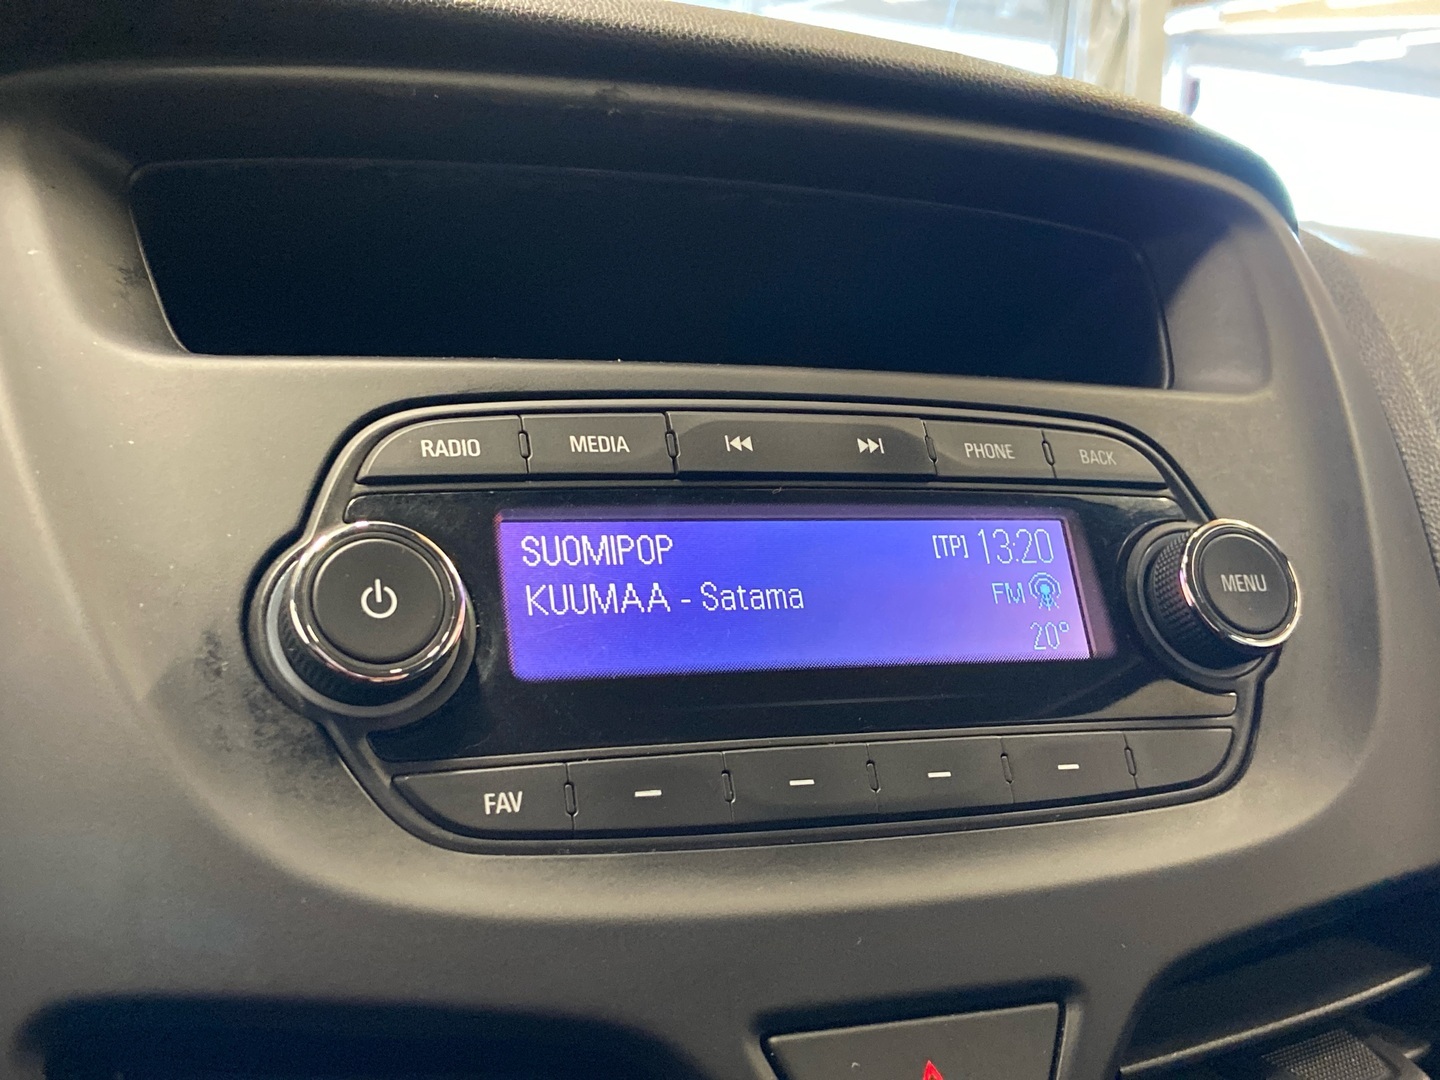 RADIO MEDIA PHONE BACK
SUOMIPOP [TP] 13:20
KUUMAA - Satama FM
20°
MENU
FAV